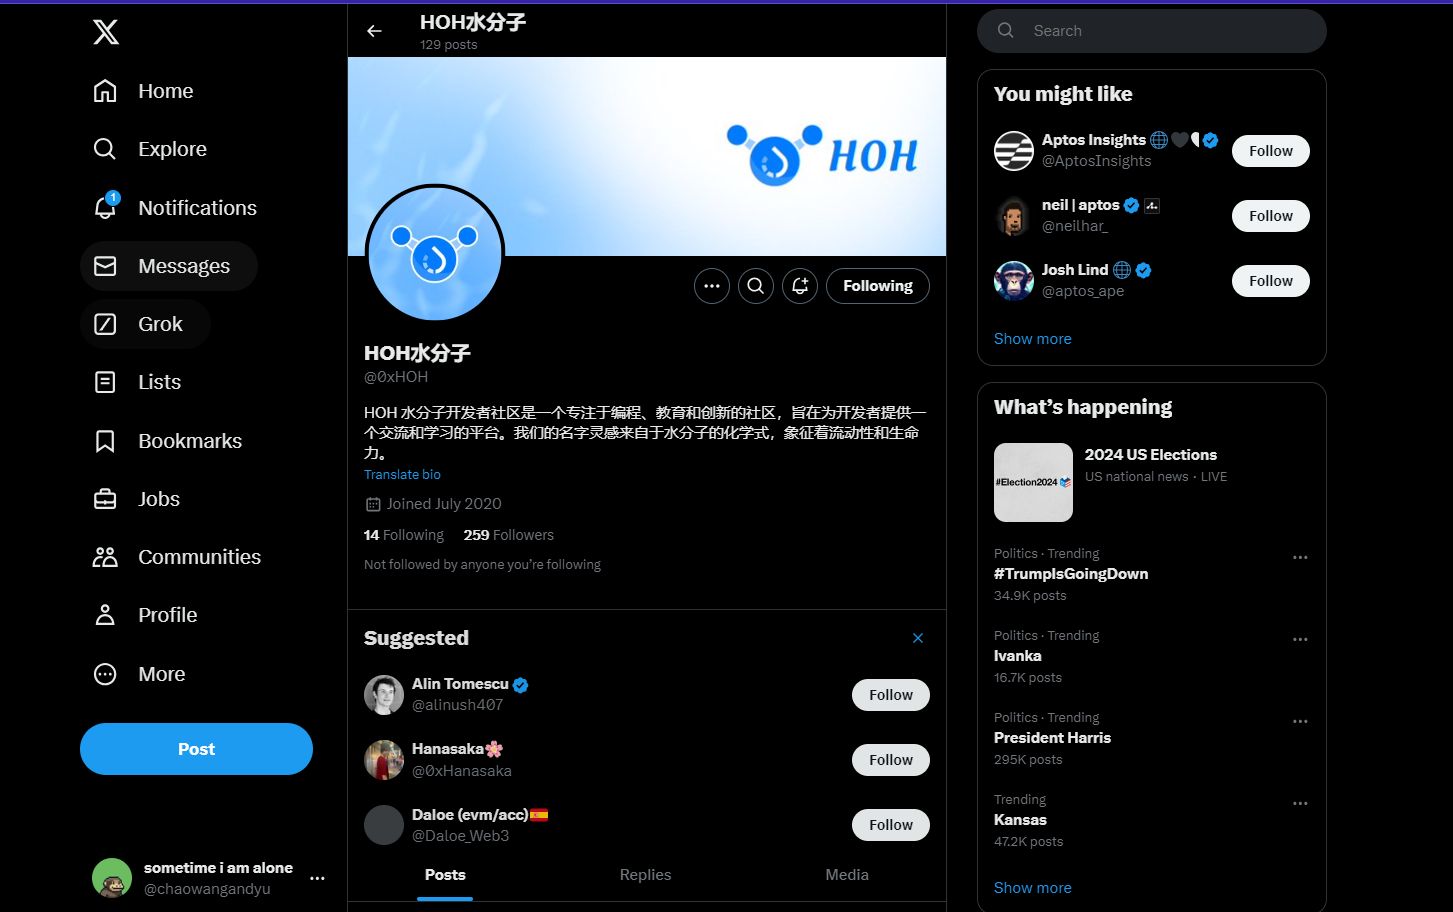 Home
Explore
1
Notifications
Messages
Grok
Lists
Bookmarks
Jobs
Communities
Profile
More
Post
sometime i am alone
@chaowangandyu
HOH水分子
129 posts
HOH
Following
HOH水分子
@0xHOH
HOH 水分子开发者社区是一个专注于编程、教育和创新的社区，旨在为开发者提供一
个交流和学习的平台。我们的名字灵感来自于水分子的化学式，象征着流动性和生命
力。
Translate bio
Joined July 2020
14 Following 259 Followers
Not followed by anyone you’re following
Suggested
Alin Tomescu
@alinush407
Follow
Hanasaka🌸
@0xHanasaka
Follow
Daloe (evm/acc)🇪🇸
@Daloe_Web3
Follow
Posts Replies Media
Search
You might like
Aptos Insights
@AptosInsights
Follow
neil | aptos
@neilhar_
Follow
Josh Lind
@aptos_ape
Follow
Show more
What’s happening
#Election2024
2024 US Elections
US national news · LIVE
Politics · Trending
#TrumpIsGoingDown
34.9K posts
Politics · Trending
Ivanka
16.7K posts
Politics · Trending
President Harris
295K posts
Trending
Kansas
47.2K posts
Show more